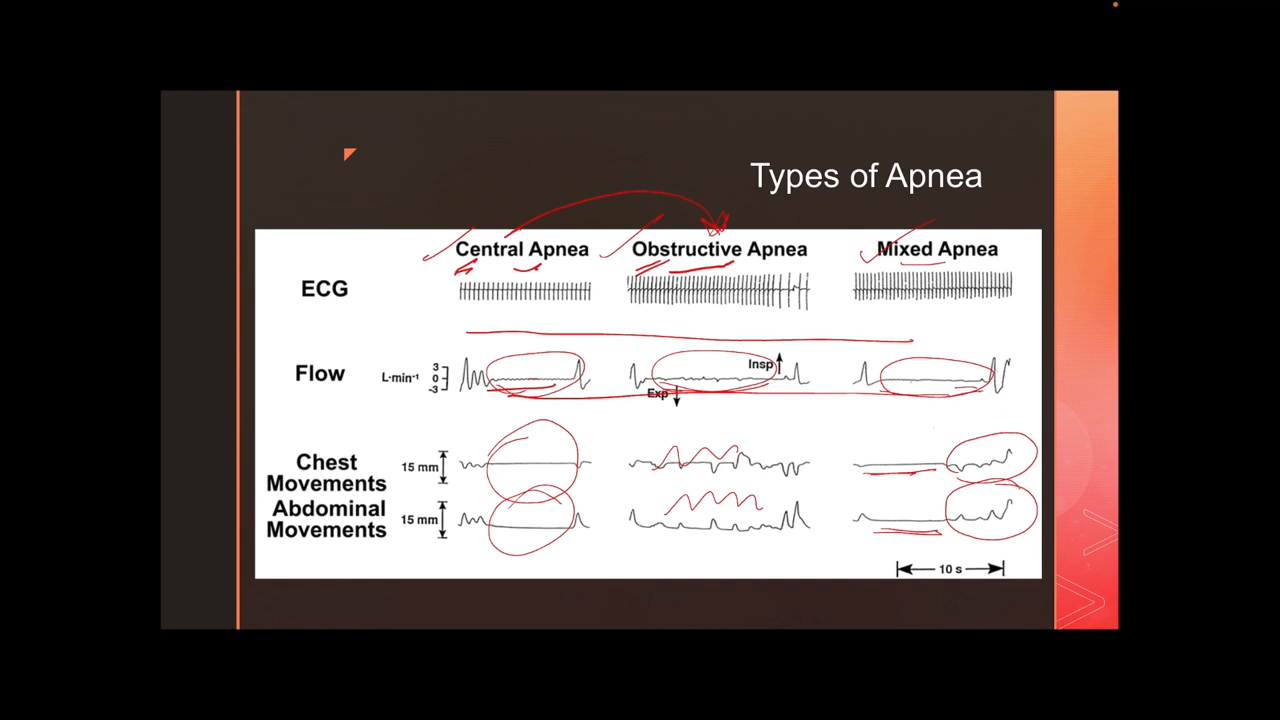 Types of Apnea
Central Apnea Obstructive Apnea Mixed Apnea
ECG
Flow L·min⁻¹ 3 0 -3 Insp Exp
Chest Movements 15 mm
Abdominal Movements 15 mm
10 s